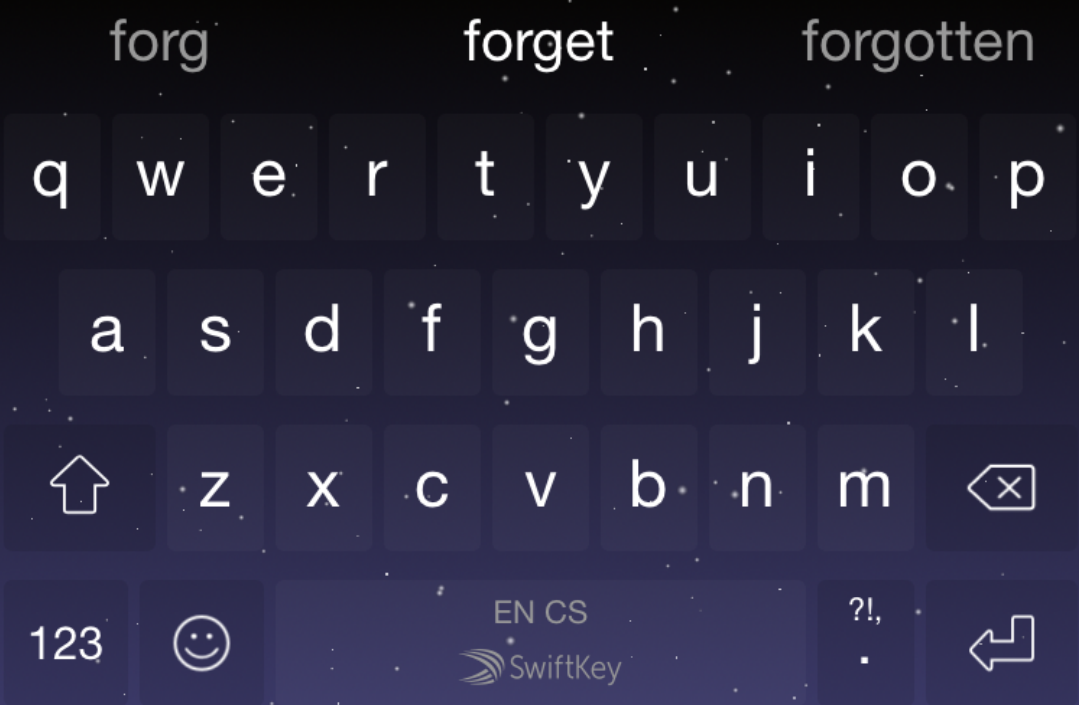 forg forget forgotten
q w e r t y u i o p
a s d f g h j k l
z x c v b n m
?!,
EN CS
123 .
SwiftKey